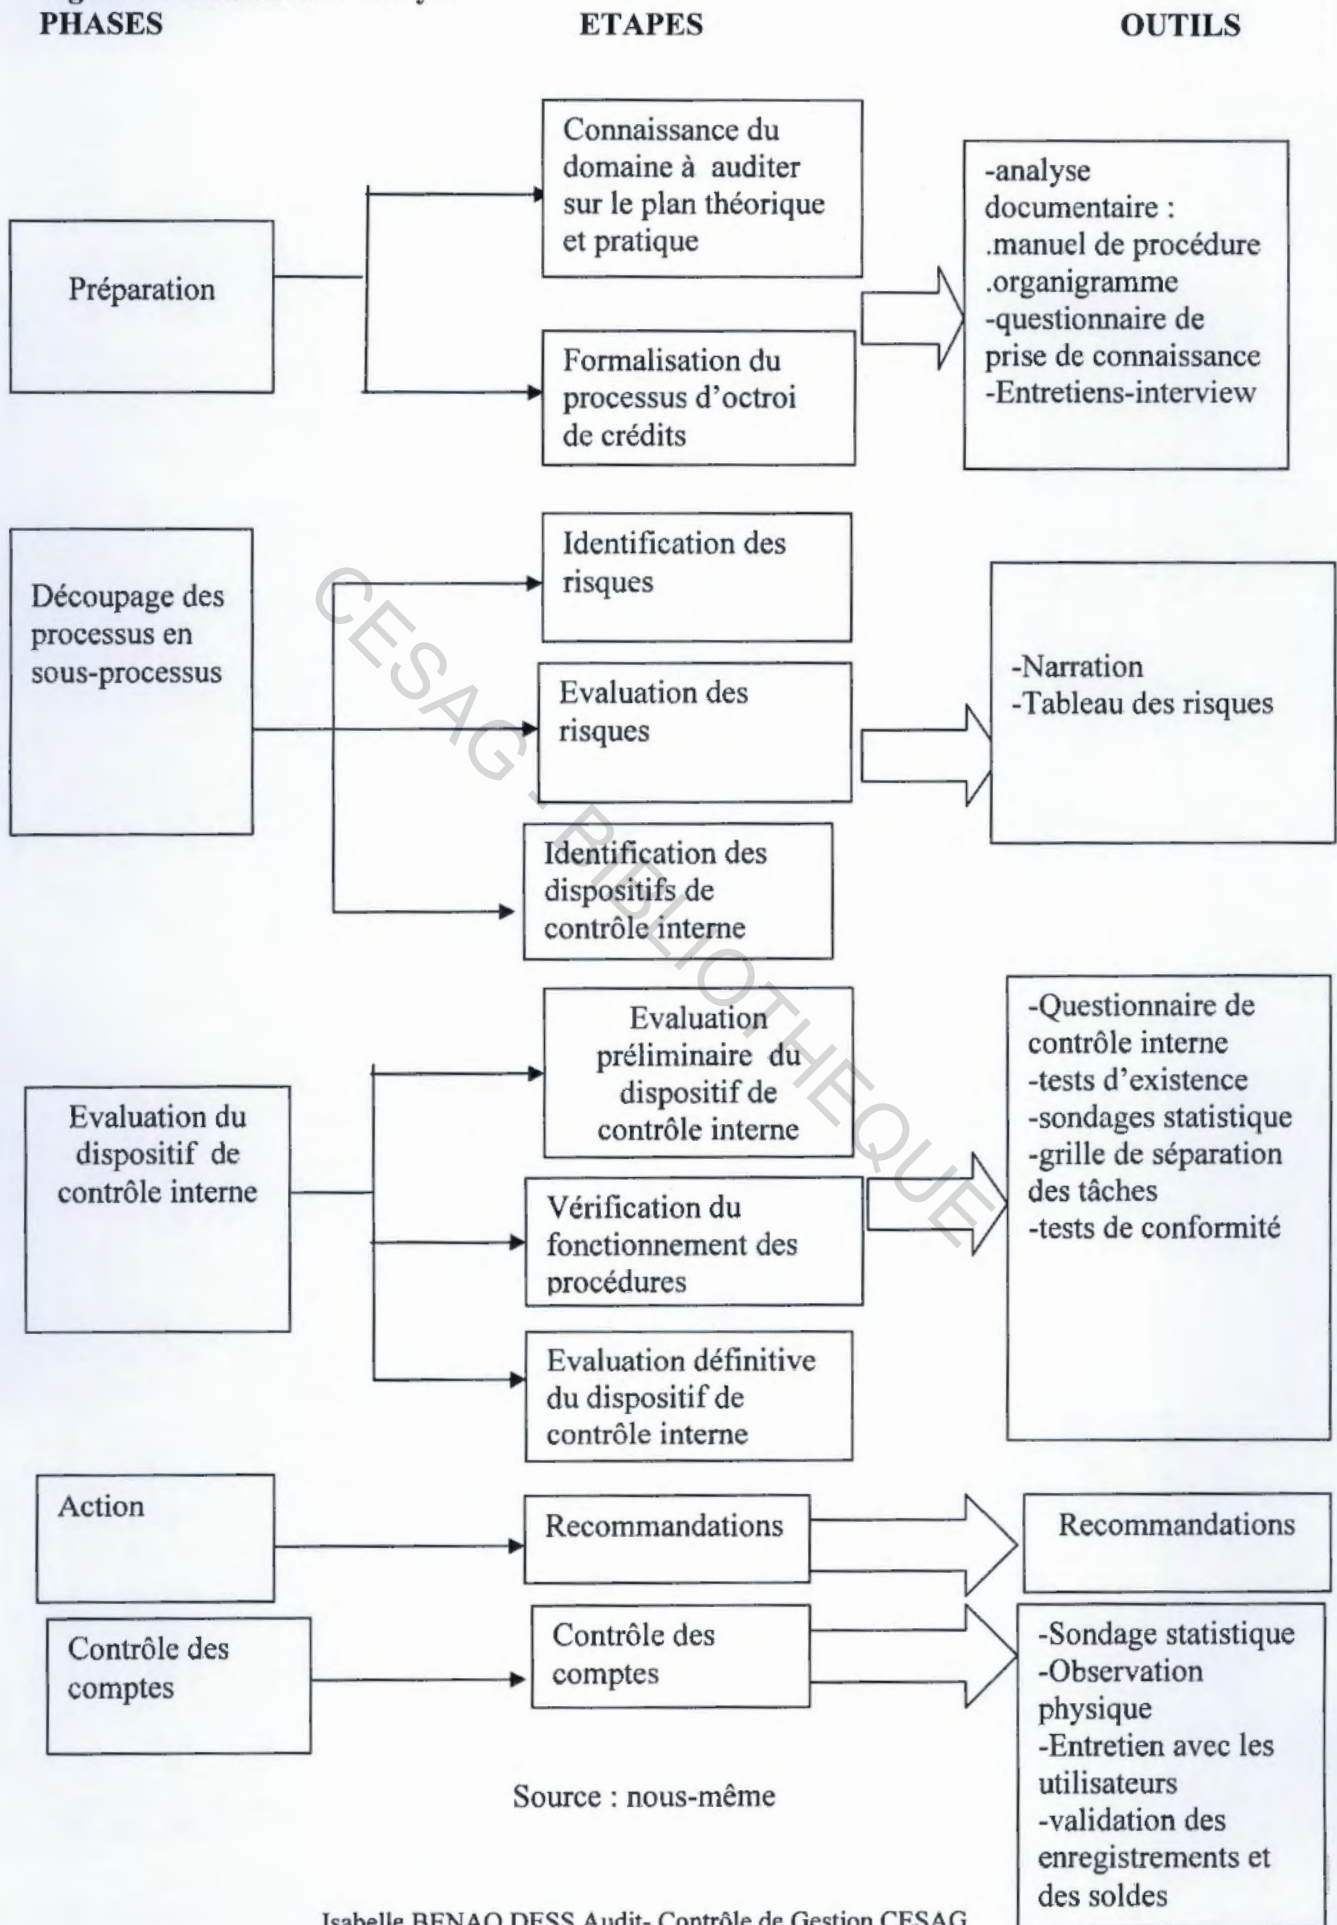 PHASES
ETAPES
OUTILS
Préparation
Connaissance du
domaine à auditer
sur le plan théorique
et pratique
Formalisation du
processus d'octroi
de crédits
-analyse
documentaire :
.manuel de procédure
.organigramme
-questionnaire de
prise de connaissance
-Entretiens-interview
Découpage des
processus en
sous-processus
Identification des
risques
Evaluation des
risques
Identification des
dispositifs de
contrôle interne
-Narration
-Tableau des risques
Evaluation du
dispositif de
contrôle interne
Evaluation
préliminaire du
dispositif de
contrôle interne
Vérification du
fonctionnement des
procédures
Evaluation définitive
du dispositif de
contrôle interne
-Questionnaire de
contrôle interne
-tests d'existence
-sondages statistique
-grille de séparation
des tâches
-tests de conformité
Action
Recommandations
Recommandations
Contrôle des
comptes
Contrôle des
comptes
-Sondage statistique
-Observation
physique
-Entretien avec les
utilisateurs
-validation des
enregistrements et
des soldes
Source : nous-même
Isabelle BENAO DESS Audit- Contrôle de Gestion CESAG
CESAG - BIBLIOTHEQUE